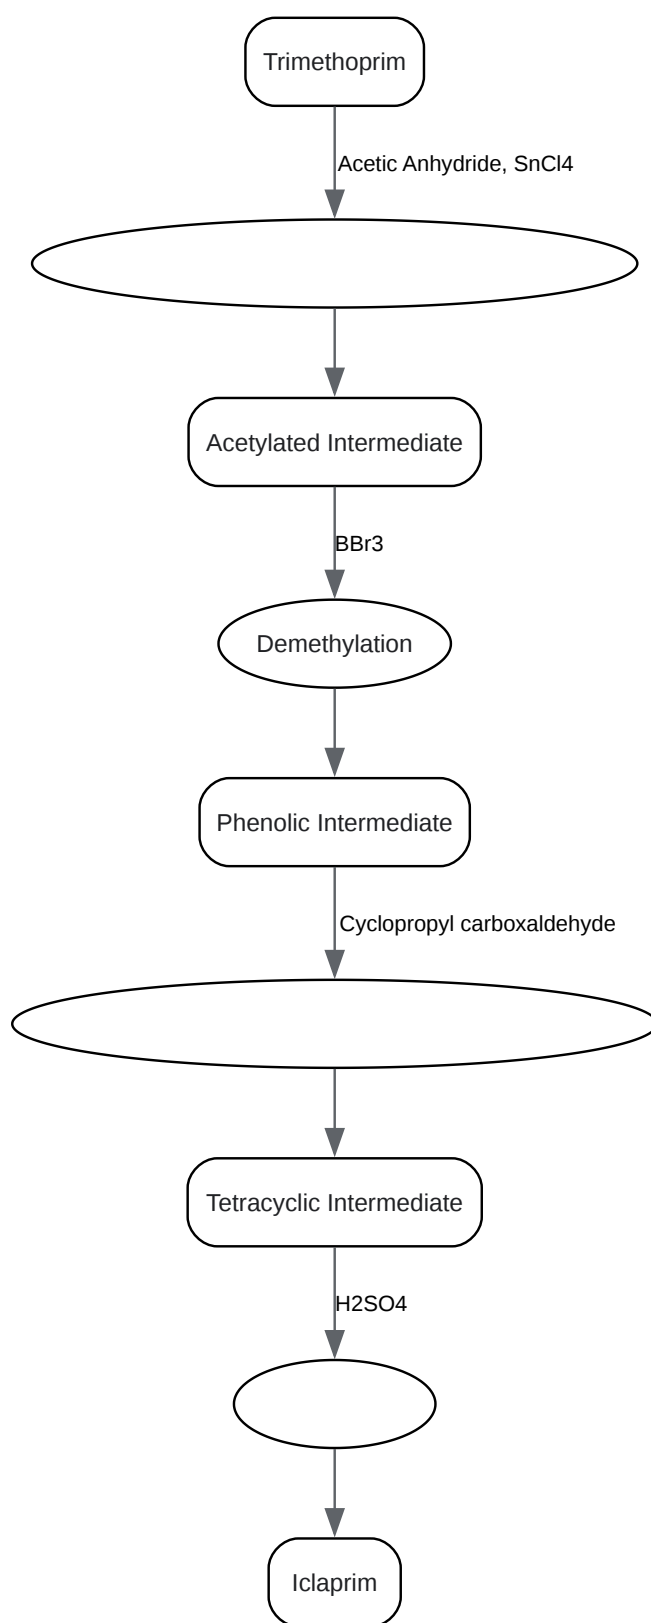 Trimethoprim
Acetic Anhydride, SnCl4
Acetylated Intermediate
BBr3
Demethylation
Phenolic Intermediate
Cyclopropyl carboxaldehyde
Tetracyclic Intermediate
H2SO4
Iclaprim